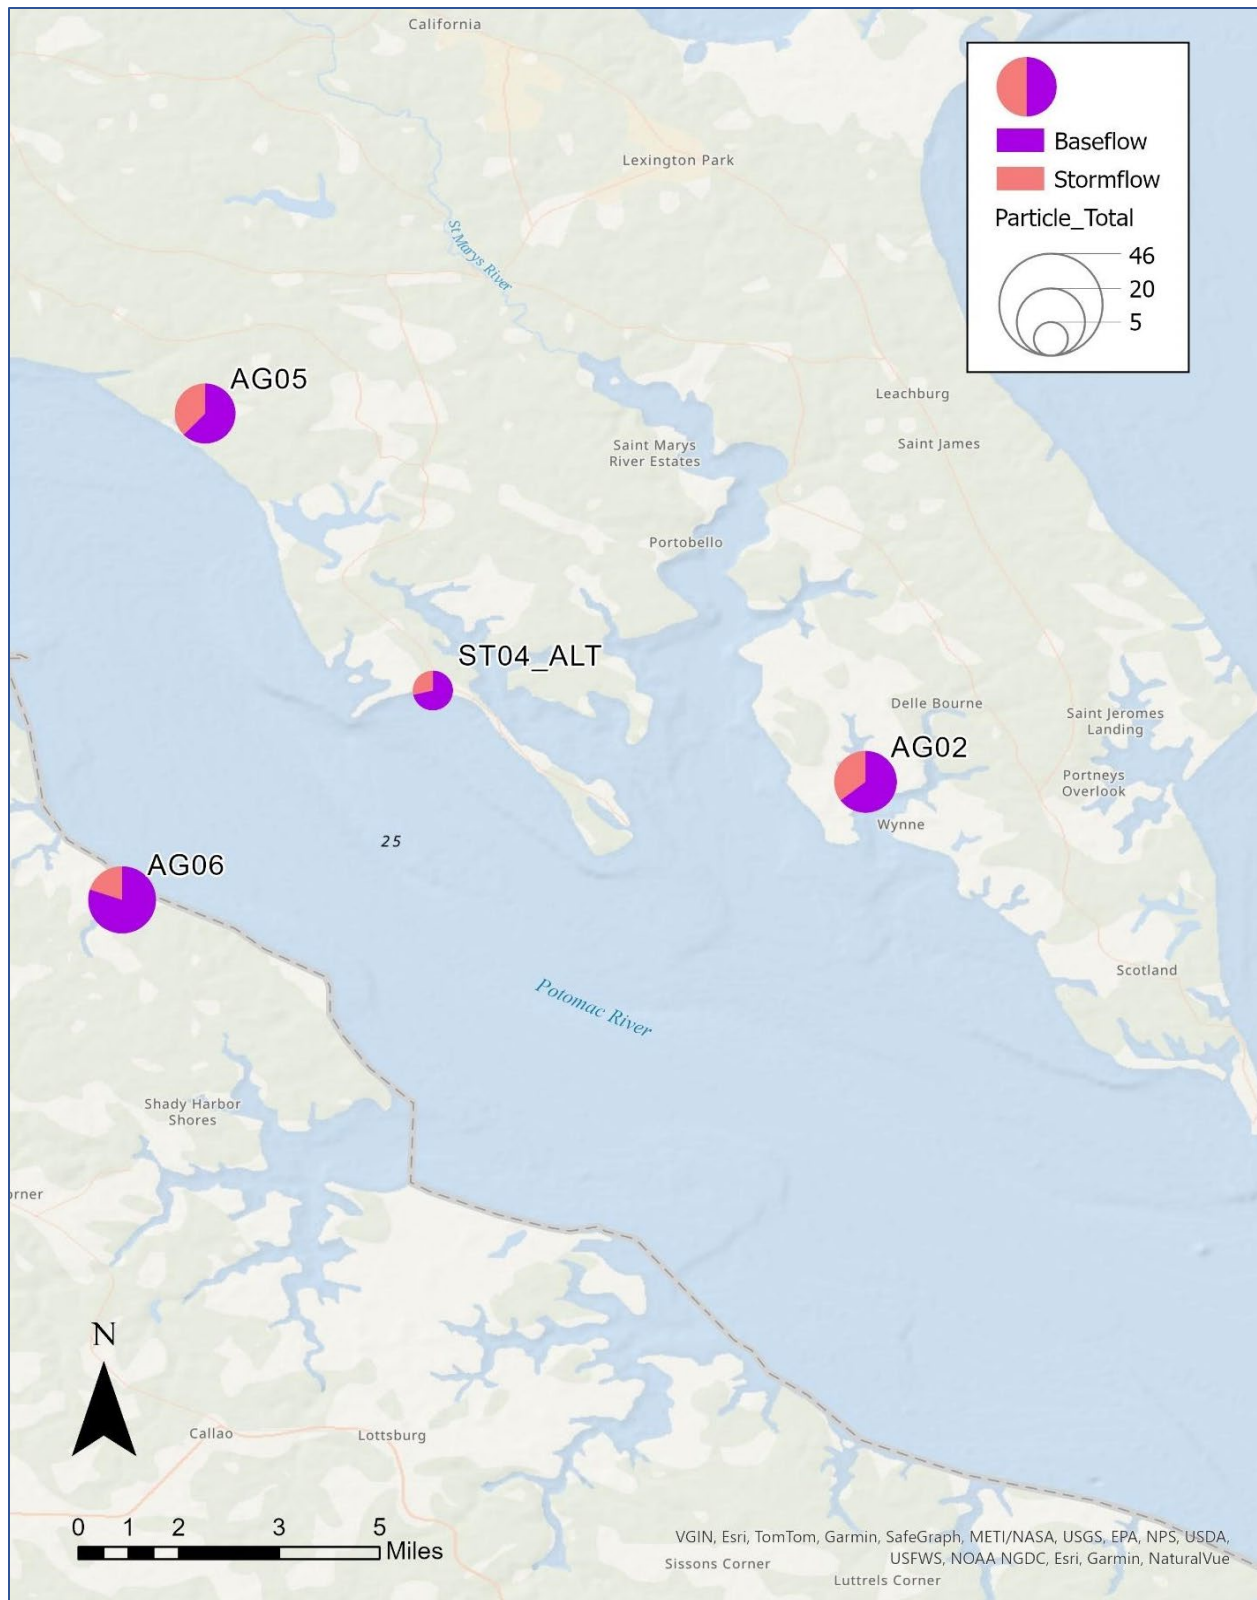 California
Lexington Park
St Marys River
Baseflow
Stormflow
Particle_Total
46
20
5
AG05
Leachburg
Saint James
Saint Marys
River Estates
Portobello
ST04_ALT
Delle Bourne
Saint Jeromes
Landing
AG02
Portneys
Overlook
Wynne
25
AG06
Scotland
Potomac River
Shady Harbor
Shores
orner
N
Callao
Lottsburg
0 1 2 3 5
Miles
VGIN, Esri, TomTom, Garmin, SafeGraph, METI/NASA, USGS, EPA, NPS, USDA,
USFWS, NOAA NGDC, Esri, Garmin, NaturalVue
Sissons Corner
Luttrels Corner